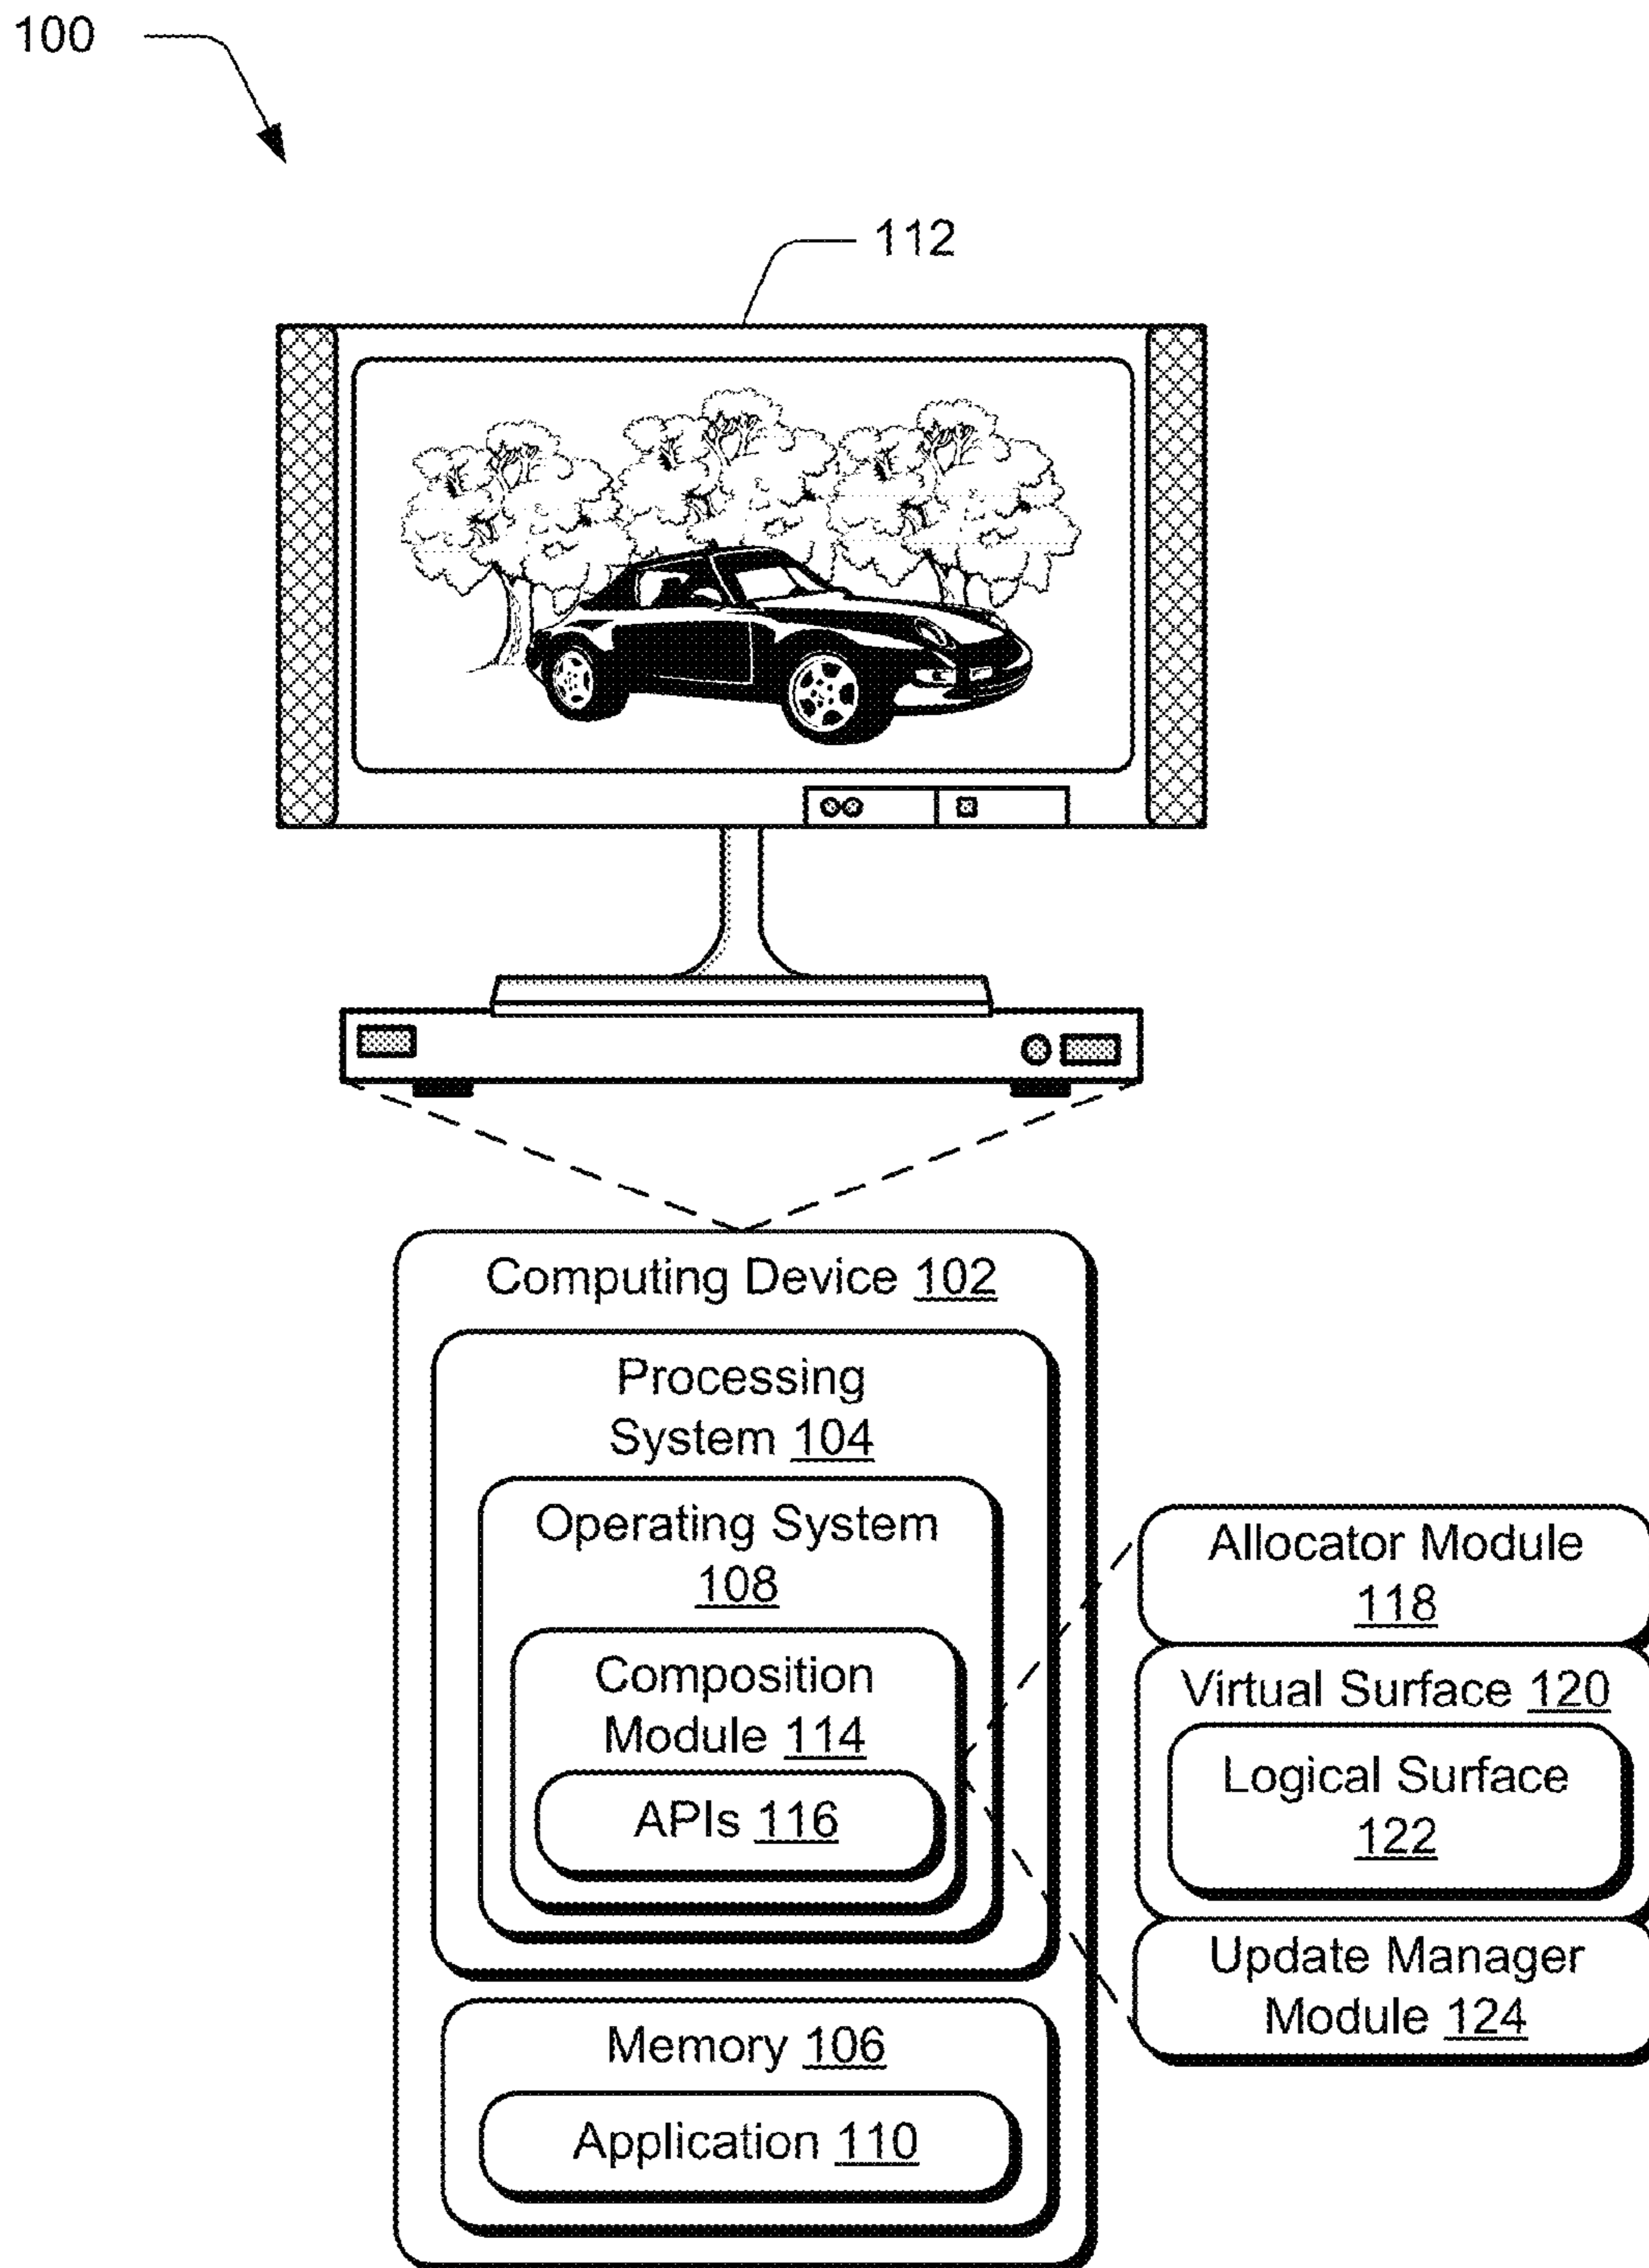 100
112
Computing Device 102
Processing
System 104
Operating System
108
Composition
Module 114
APIs 116
Memory 106
Application 110
Allocator Module
118
Virtual Surface 120
Logical Surface
122
Update Manager
Module 124